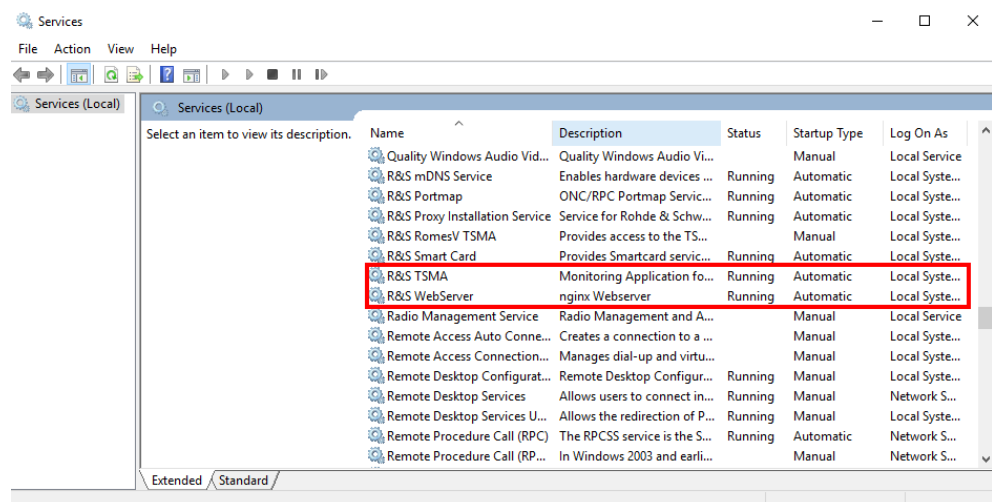 Services
File Action View Help
Services (Local)
Services (Local)
Select an item to view its description.
Name Description Status Startup Type Log On As
Quality Windows Audio Vid... Quality Windows Audio Vi... Manual Local Service
R&S mDNS Service Enables hardware devices ... Running Automatic Local Syste...
R&S Portmap ONC/RPC Portmap Servic... Running Automatic Local Syste...
R&S Proxy Installation Service Service for Rohde & Schw... Running Automatic Local Syste...
R&S RomesV TSMA Provides access to the TS... Manual Local Syste...
R&S Smart Card Provides Smartcard servic... Running Automatic Local Syste...
R&S TSMA Monitoring Application fo... Running Automatic Local Syste...
R&S WebServer nginx Webserver Running Automatic Local Syste...
Radio Management Service Radio Management and A... Manual Local Service
Remote Access Auto Conne... Creates a connection to a ... Manual Local Syste...
Remote Access Connection... Manages dial-up and virtu... Manual Local Syste...
Remote Desktop Configurat... Remote Desktop Configur... Running Manual Local Syste...
Remote Desktop Services Allows users to connect in... Running Manual Network S...
Remote Desktop Services U... Allows the redirection of P... Running Manual Local Syste...
Remote Procedure Call (RPC) The RPCSS service is the S... Running Automatic Network S...
Remote Procedure Call (RP... In Windows 2003 and earli... Manual Network S...
Extended Standard